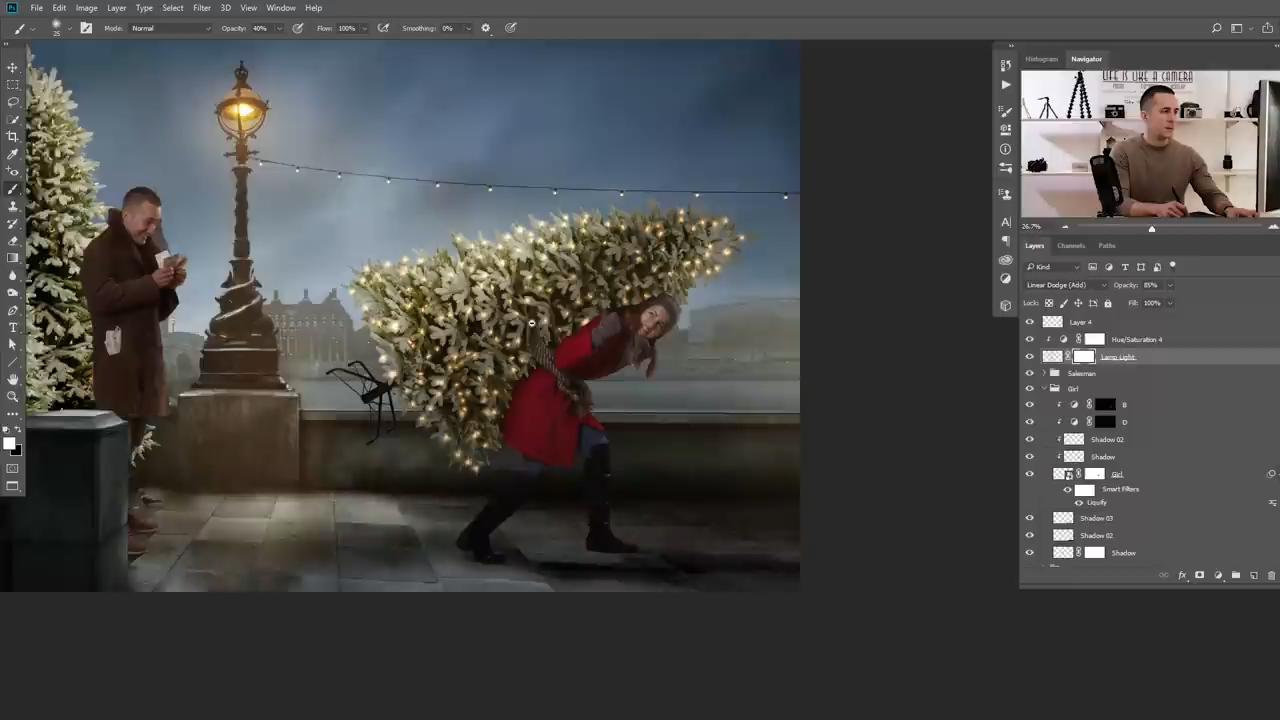 Ps File Edit Image Layer Type Select Filter 3D View Window Help
25 Mode: Normal Opacity: 40% Flow: 100% Smoothing: 0%
Histogram Navigator
LIFE IS LIKE A CAMERA
26.7%
Layers Channels Paths
Kind
Linear Dodge (Add) Opacity: 85%
Lock: Fill: 100%
Layer 4
Hue/Saturation 4
Lamp Light
Salesman
Girl
B
D
Shadow 02
Shadow
Girl
Smart Filters
Liquify
Shadow 03
Shadow 02
Shadow